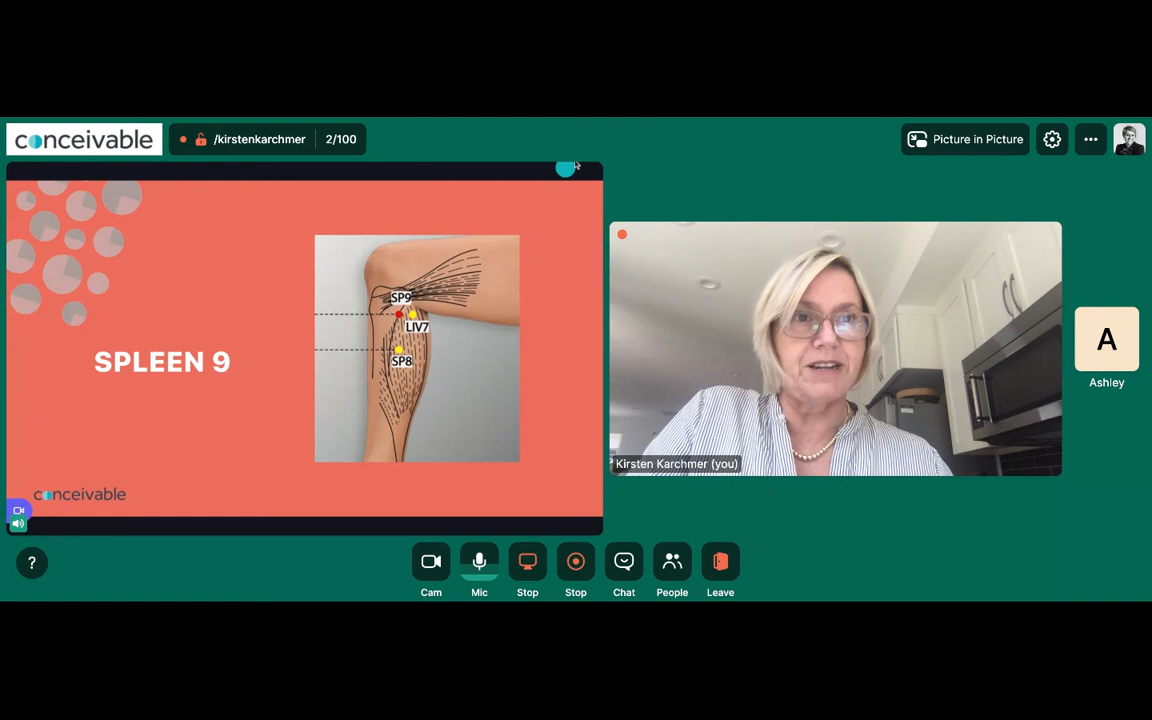 conceivable
/kirstenkarchmer
2/100
Picture in Picture
SPLEEN 9
SP9
LIV7
SP8
conceivable
Kirsten Karchmer (you)
A
Ashley
?
Cam
Mic
Stop
Stop
Chat
People
Leave